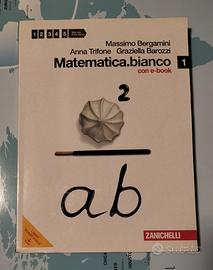 1 2 3 4 5
Massimo Bergamini
Anna Trifone Graziella Barozzi
Matematica.bianco 1
con e-book
2
ab
ZANICHELLI
subito